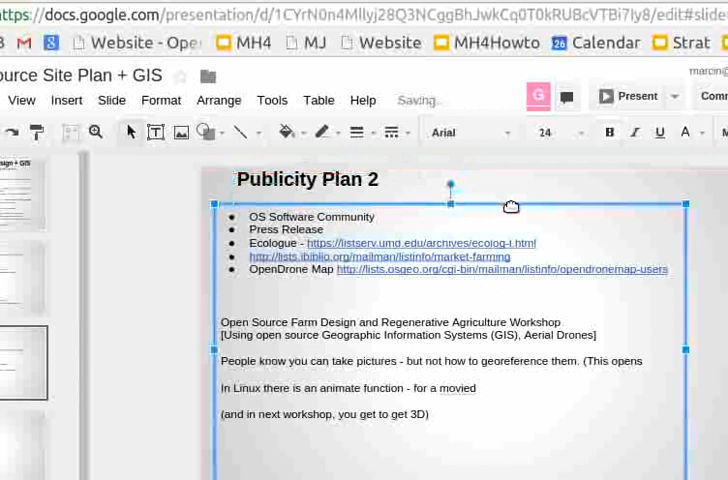 https://docs.google.com/presentation/d/1CYrN0n4Mllyj28Q3NCggBhJwkCq0T0kRUBcVTBi7ly8/edit#slide
Website - Ope MH4 MJ Website MH4Howto 26 Calendar Strat
ource Site Plan + GIS
marcin@
View Insert Slide Format Arrange Tools Table Help Saving...
G Present Comm
Arial 24 B I U A
sign + GIS
Publicity Plan 2
● OS Software Community
● Press Release
● Ecologue - https://listserv.umd.edu/archives/ecolog-l.html
● http://lists.ibiblio.org/mailman/listinfo/market-farming
● OpenDrone Map http://lists.osgeo.org/cgi-bin/mailman/listinfo/opendronemap-users
Open Source Farm Design and Regenerative Agriculture Workshop
[Using open source Geographic Information Systems (GIS), Aerial Drones]
People know you can take pictures - but not how to georeference them. (This opens
In Linux there is an animate function - for a movied
(and in next workshop, you get to get 3D)